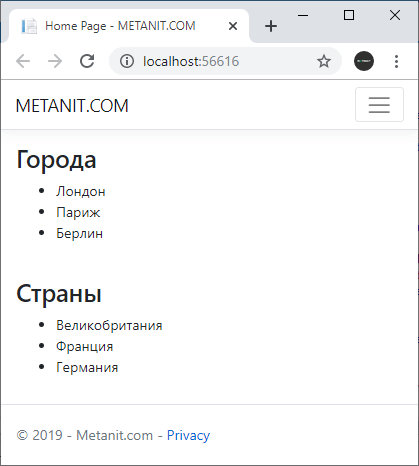 Home Page - METANIT.COM
localhost:56616
METANIT.COM
Города
Лондон
Париж
Берлин
Страны
Великобритания
Франция
Германия
© 2019 - Metanit.com - Privacy